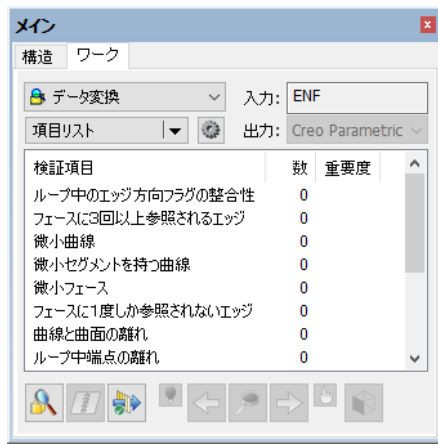 メイン
構造 ワーク
データ変換 入力: ENF
項目リスト 出力: Creo Parametric
検証項目 数 重要度
ループ中のエッジ方向フラグの整合性 0
フェースに3回以上参照されるエッジ 0
微小曲線 0
微小セグメントを持つ曲線 0
微小フェース 0
フェースに1度しか参照されないエッジ 0
曲線と曲面の離れ 0
ループ中端点の離れ 0